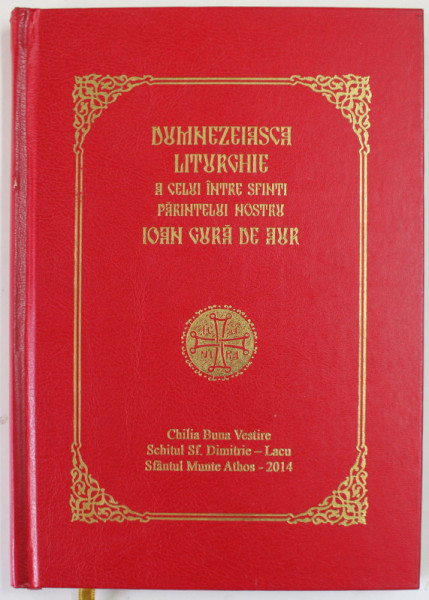 DUMNEZEIASCA
LITURGHIE
A CELUI ÎNTRE SFINTI
PĂRINTELUI NOSTRU
IOAN GURĂ DE AUR
Chilia Buna Vestire
Schitul Sf. Dimitrie – Lacu
Sfântul Munte Athos - 2014